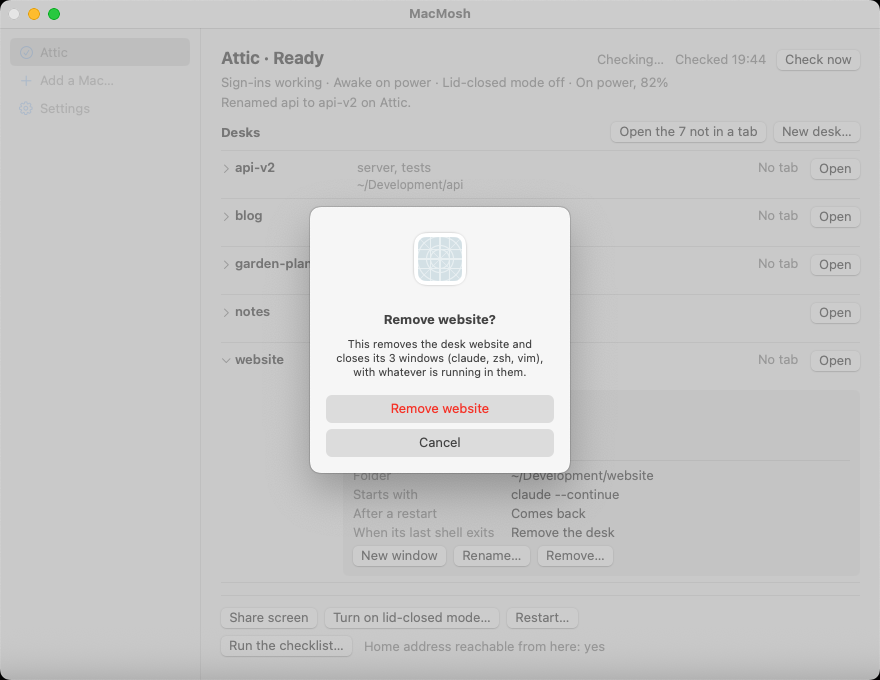 MacMosh
Attic
Add a Mac...
Settings
Attic · Ready
Checking... Checked 19:44 Check now
Sign-ins working · Awake on power · Lid-closed mode off · On power, 82%
Renamed api to api-v2 on Attic.
Desks
Open the 7 not in a tab New desk...
api-v2 server, tests No tab Open
~/Development/api
blog No tab Open
garden-plan No tab Open
notes Open
website No tab Open
Remove website?
This removes the desk website and
closes its 3 windows (claude, zsh, vim),
with whatever is running in them.
Remove website
Cancel
Folder ~/Development/website
Starts with claude --continue
After a restart Comes back
When its last shell exits Remove the desk
New window Rename... Remove...
Share screen Turn on lid-closed mode... Restart...
Run the checklist... Home address reachable from here: yes